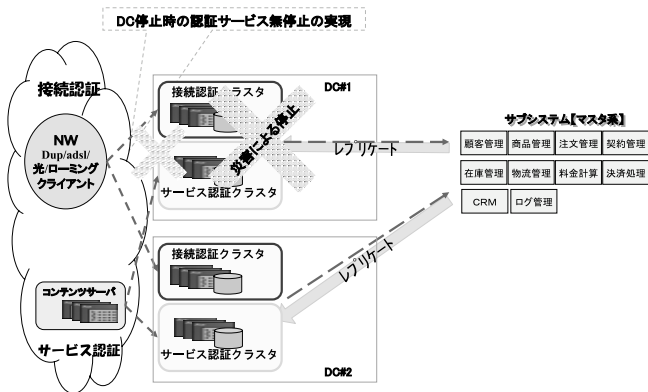 DC停止時の認証サービス無停止の実現
接続認証
NW
Dup/adsl/
光/ローミング
クライアント
コンテンツサーバ
サービス認証
DC#1
接続認証クラスタ
災害による停止
サービス認証クラスタ
レプリケート
接続認証クラスタ
サービス認証クラスタ
DC#2
レプリケート
サブシステム【マスタ系】
顧客管理 商品管理 注文管理 契約管理
在庫管理 物流管理 料金計算 決済処理
CRM ログ管理